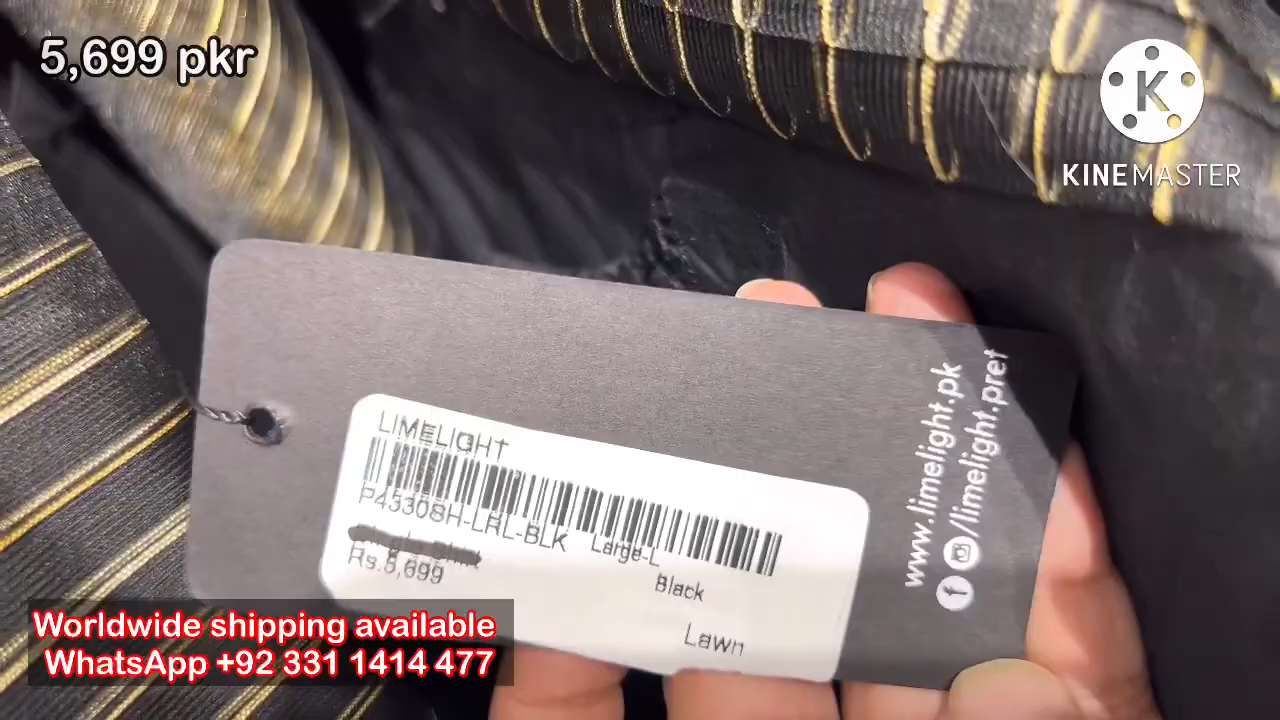 5,699 pkr
KINEMASTER
LIMELIGHT
P4530SH-LRL-BLK Large-L
Rs.5,699
Black
Lawn
www.limelight.pk
/limelight.pret
Worldwide shipping available
WhatsApp +92 331 1414 477